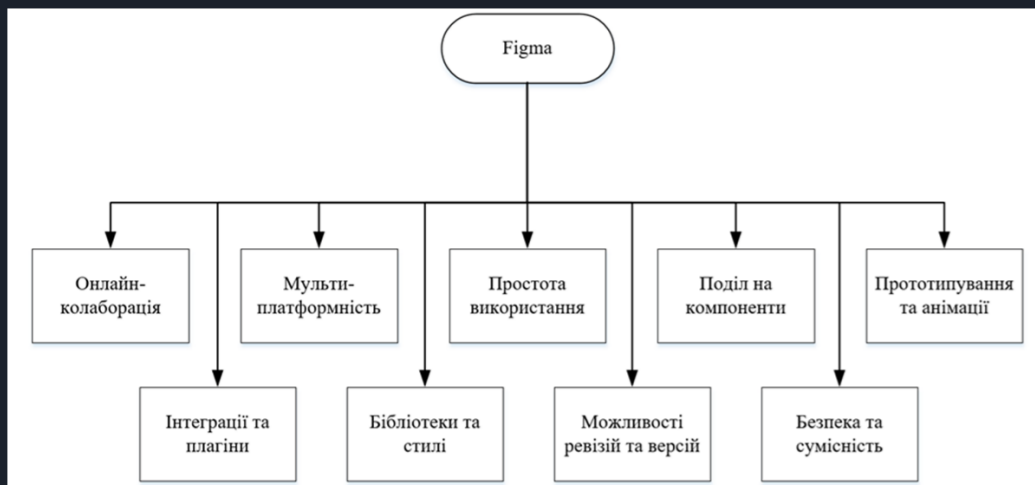 Figma
Онлайн-
колаборація
Мульти-
платформність
Простота
використання
Поділ на
компоненти
Прототипування
та анімації
Інтеграції та
плагіни
Бібліотеки та
стилі
Можливості
ревізій та версій
Безпека та
сумісність